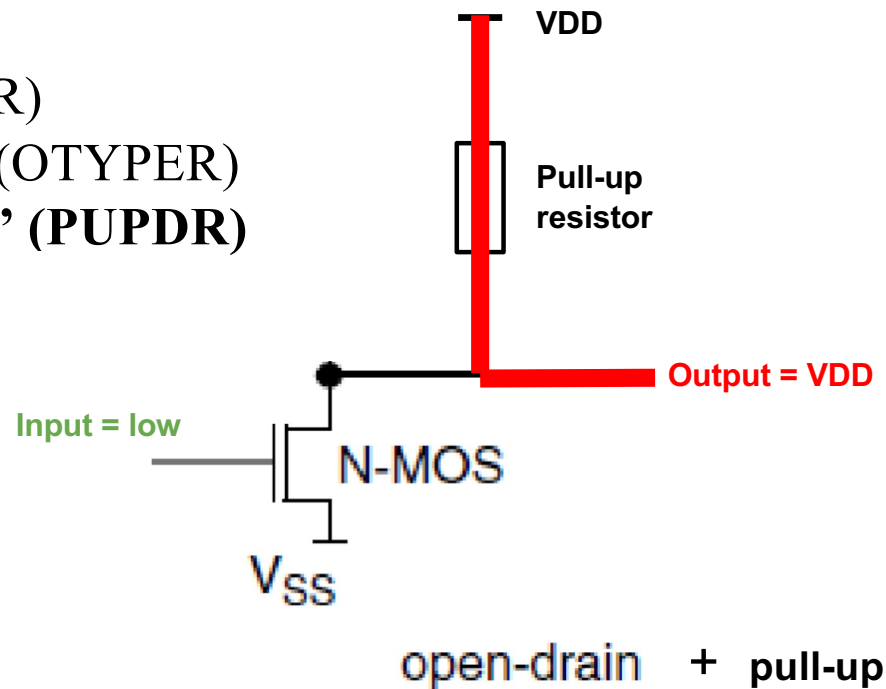 VDD
R)
(OTYPER)
’ (PUPDR)
Pull-up
resistor
Output = VDD
Input = low
N-MOS
VSS
open-drain + pull-up